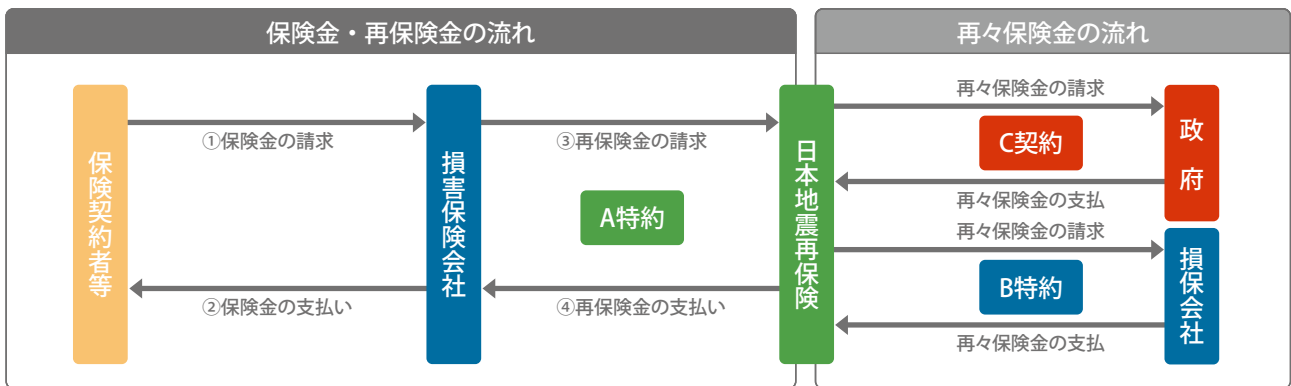 保険金・再保険金の流れ
再々保険金の流れ
保険契約者等
①保険金の請求
②保険金の支払い
損害保険会社
③再保険金の請求
A特約
④再保険金の支払い
日本地震再保険
再々保険金の請求
C契約
再々保険金の支払
政府
再々保険金の請求
B特約
再々保険金の支払
損保会社